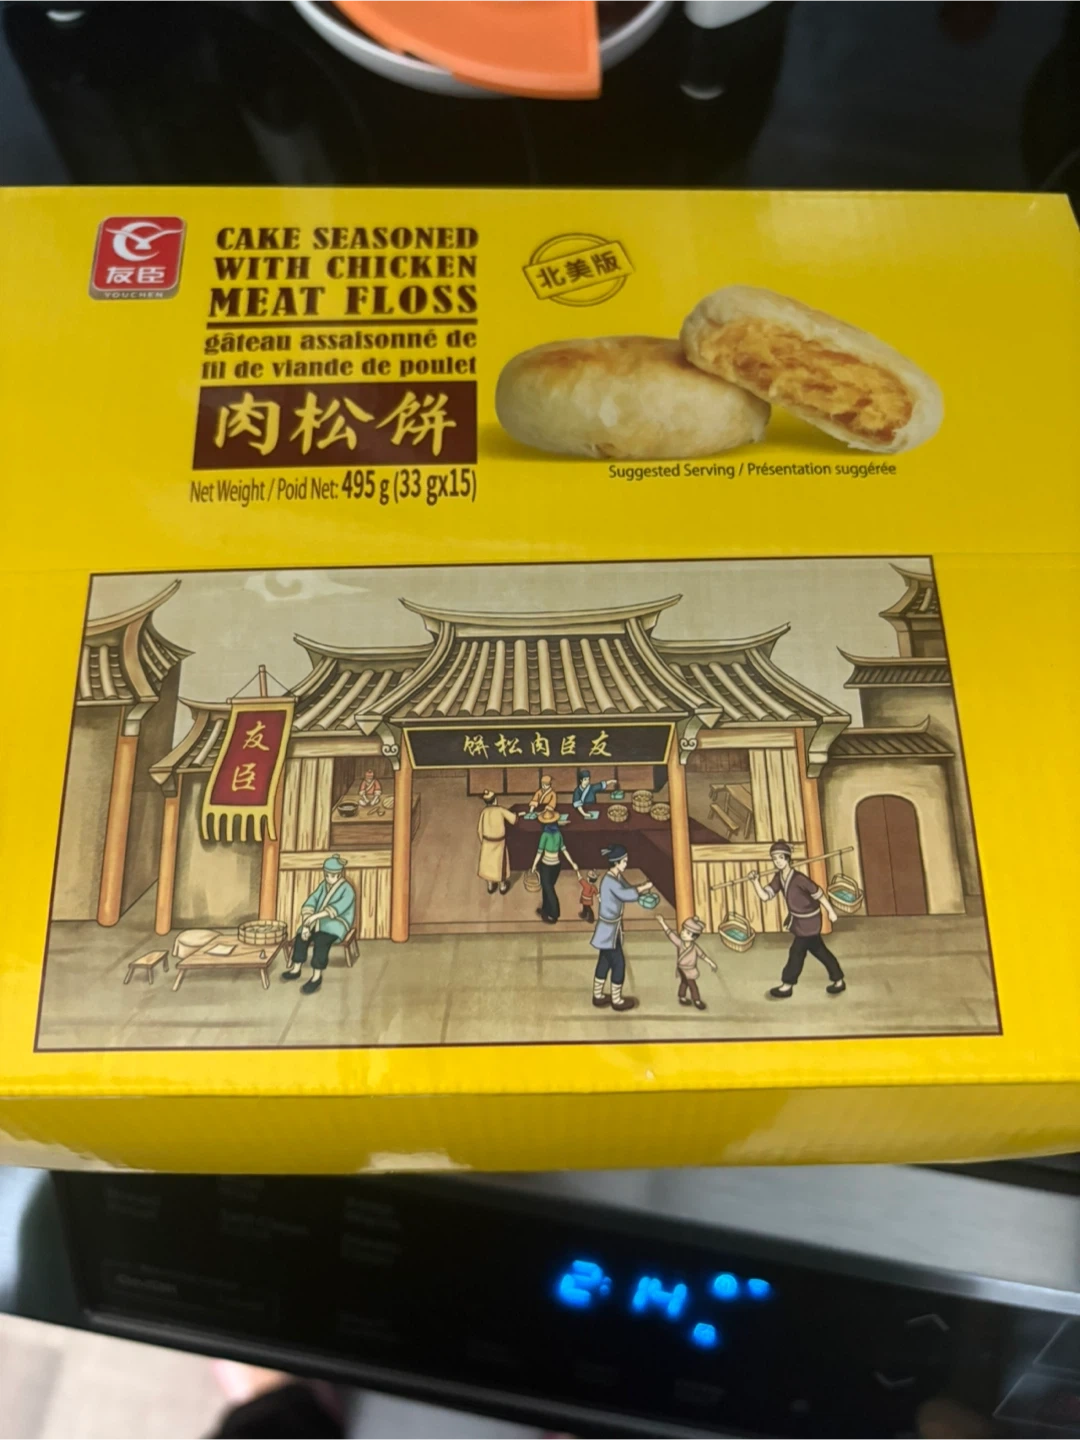 友臣
YOUCHEN
CAKE SEASONED
WITH CHICKEN
MEAT FLOSS
gâteau assaisonné de
fil de viande de poulet
肉松饼
Net Weight / Poid Net: 495 g (33 gx15)
北美版
Suggested Serving / Présentation suggérée
友臣
饼松肉臣友
2:14